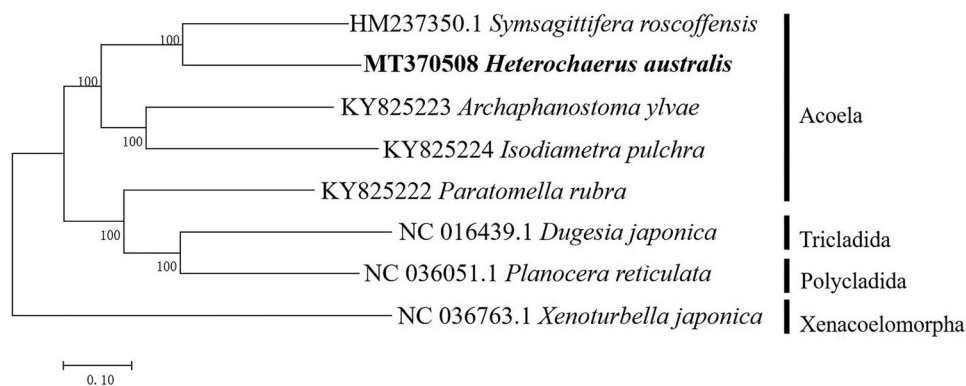 HM237350.1 Symsagittifera roscoffensis
100
MT370508 Heterochaerus australis
100
KY825223 Archaphanostoma ylvae
Acoela
100
KY825224 Isodiametra pulchra
KY825222 Paratomella rubra
100
NC 016439.1 Dugesia japonica
Tricladida
100
NC 036051.1 Planocera reticulata
Polycladida
NC 036763.1 Xenoturbella japonica
Xenacoelomorpha
0.10